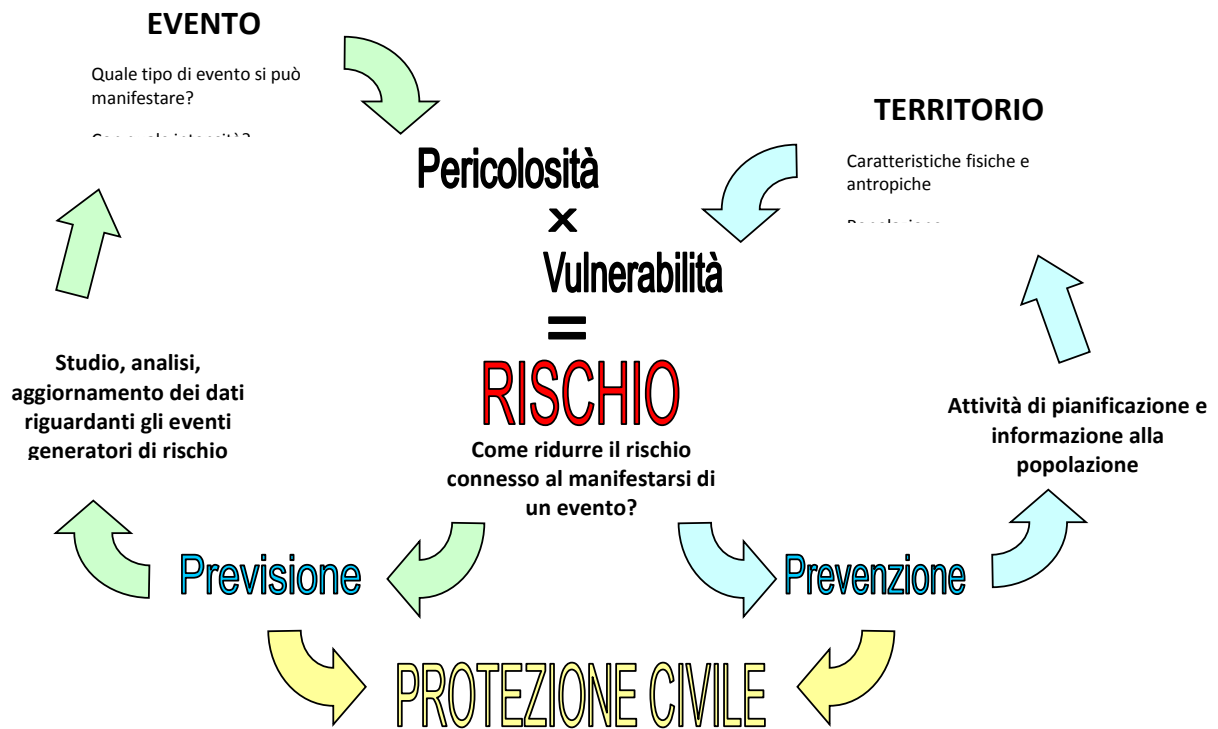 EVENTO
Quale tipo di evento si può
manifestare?
TERRITORIO
Caratteristiche fisiche e
antropiche
Pericolosità
x
Vulnerabilità
=
RISCHIO
Come ridurre il rischio
connesso al manifestarsi di
un evento?
Studio, analisi,
aggiornamento dei dati
riguardanti gli eventi
generatori di rischio
Attività di pianificazione e
informazione alla
popolazione
Previsione
Prevenzione
PROTEZIONE CIVILE